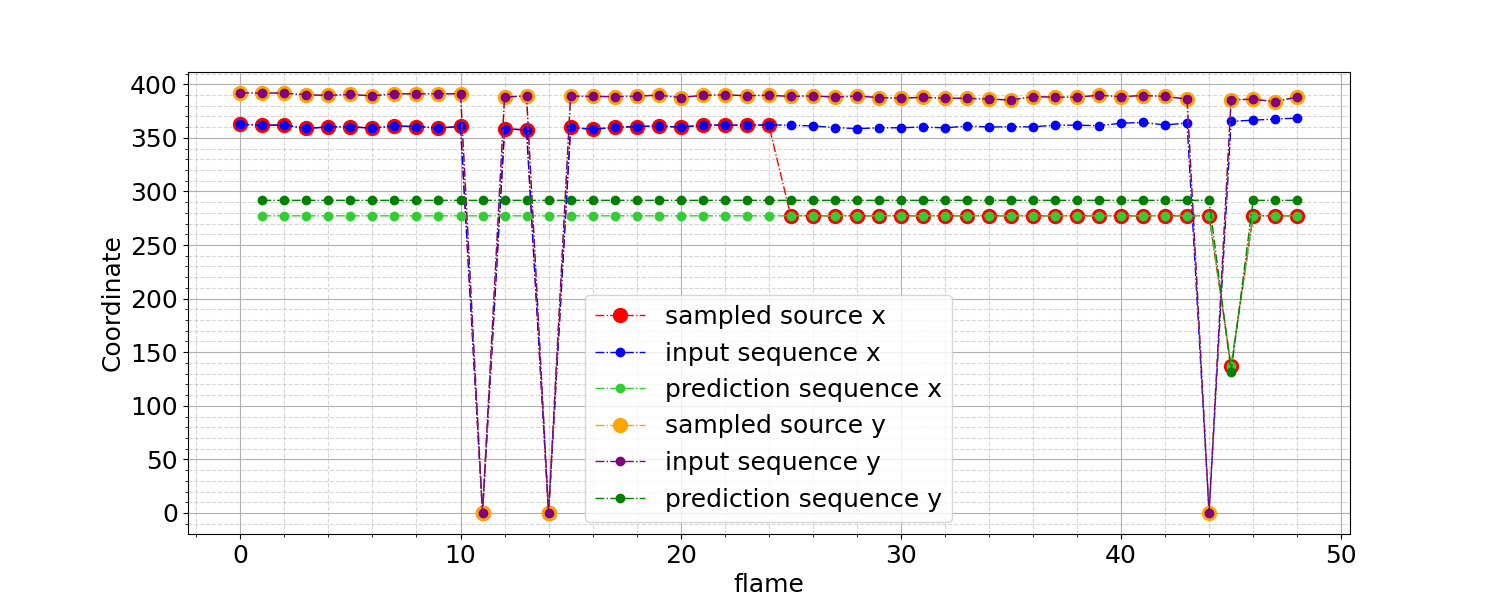 400
350
300
250
200
150
100
50
0
Coordinate
sampled source x
input sequence x
prediction sequence x
sampled source y
input sequence y
prediction sequence y
0 10 20 30 40 50
flame